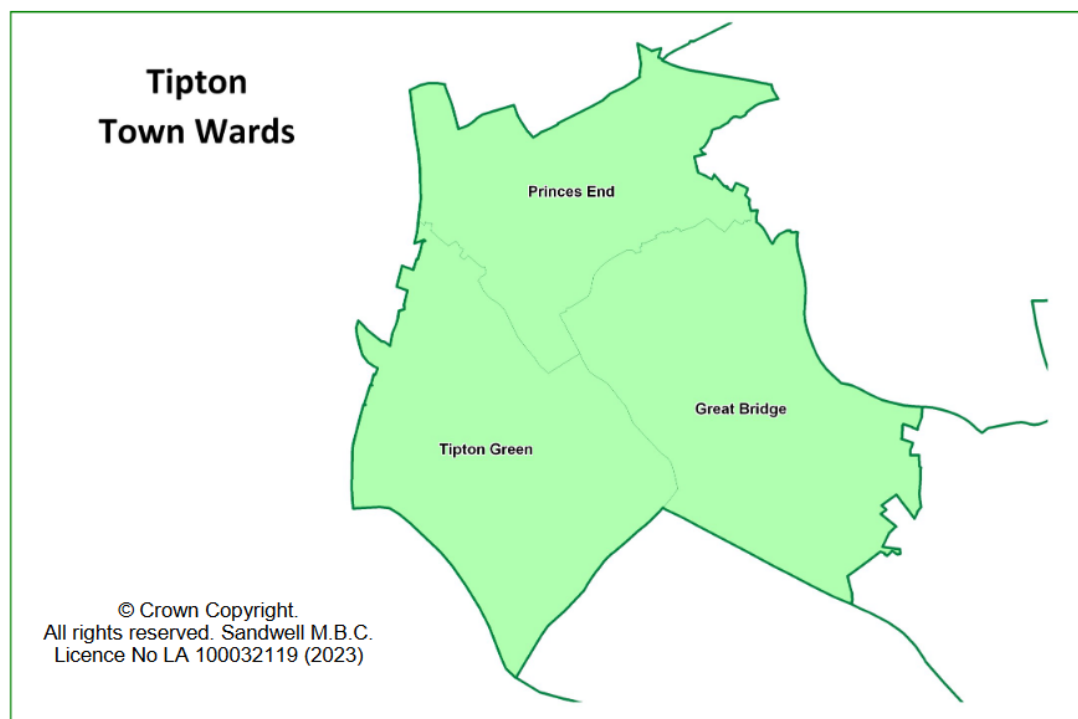 Tipton
Town Wards
Princes End
Great Bridge
Tipton Green
© Crown Copyright.
All rights reserved. Sandwell M.B.C.
Licence No LA 100032119 (2023)